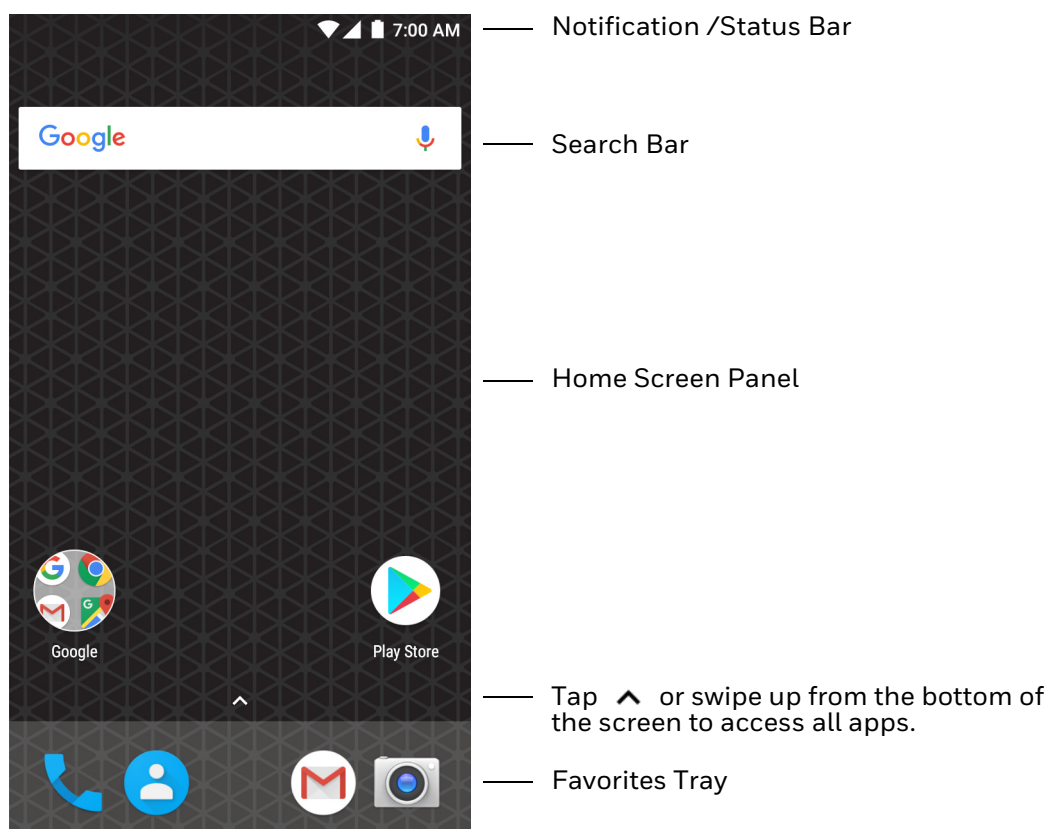 7:00 AM
Notification /Status Bar
Google
Search Bar
Home Screen Panel
G
G
Google
Play Store
Tap ^ or swipe up from the bottom of
the screen to access all apps.
Favorites Tray